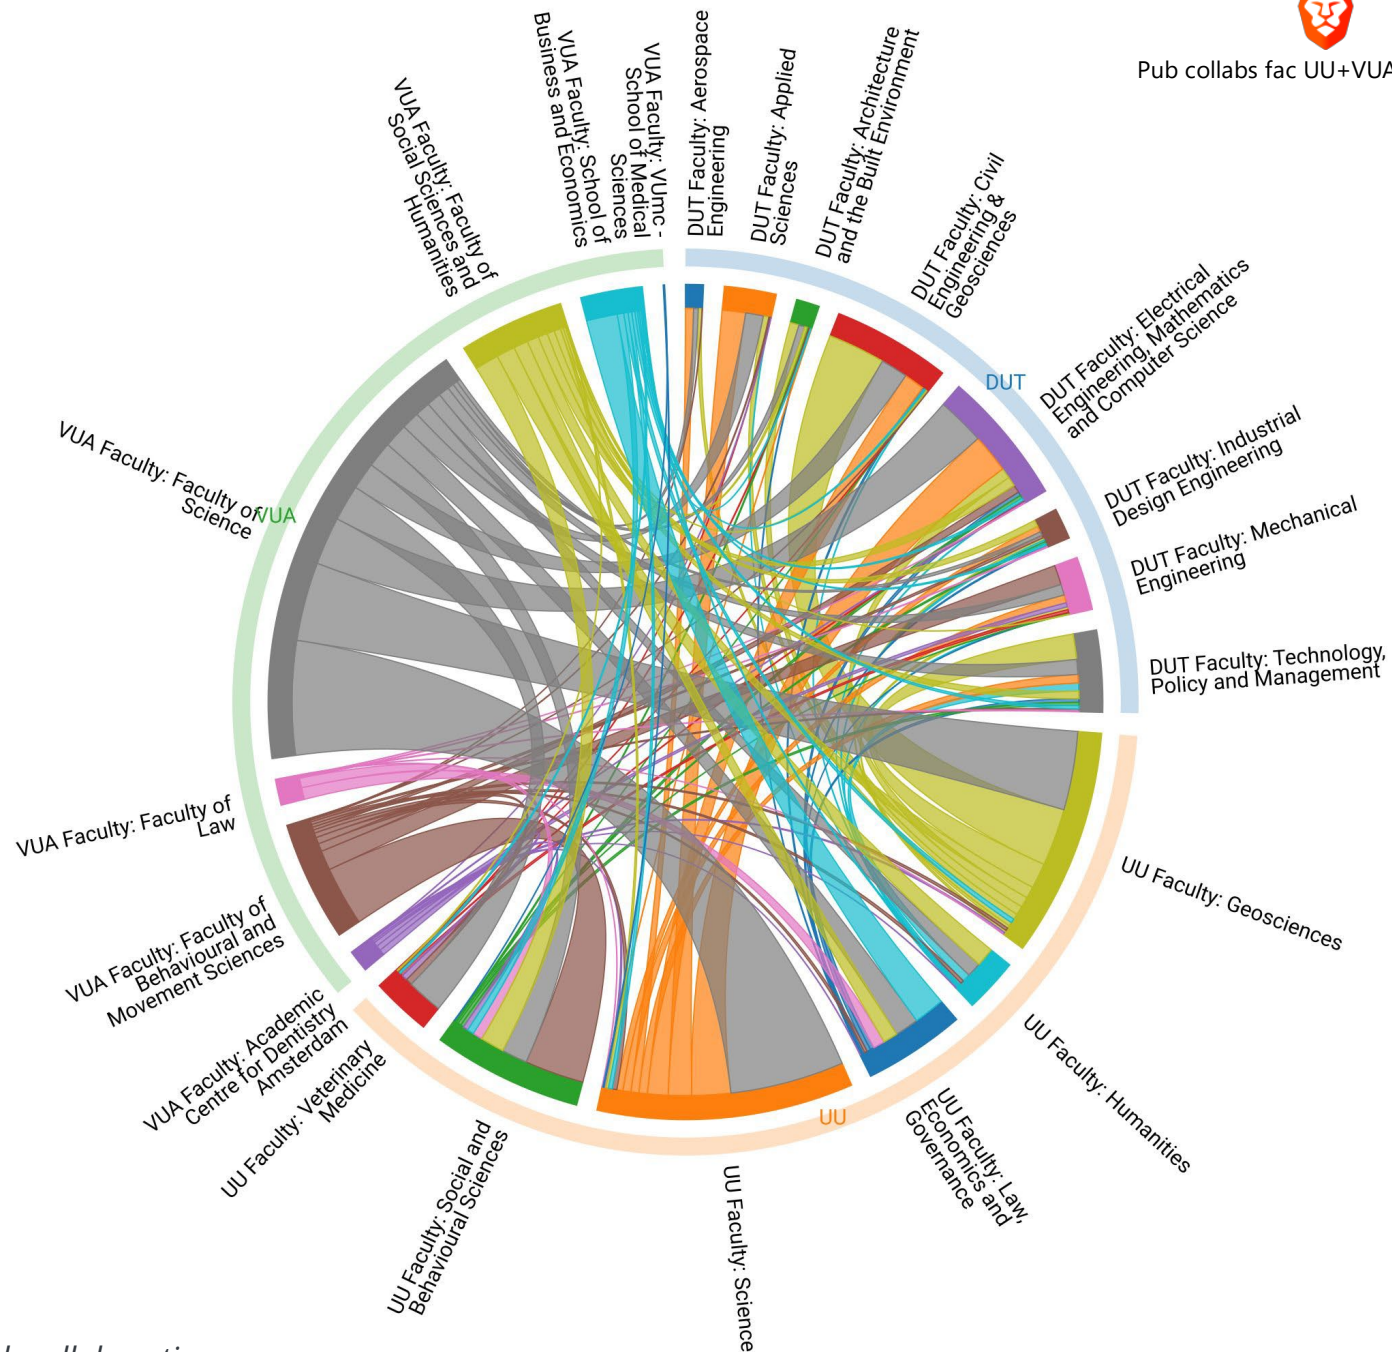 Pub collabs fac UU+VUA
DUT Faculty: Aerospace
Engineering
DUT Faculty: Applied
Sciences
DUT Faculty: Architecture
and the Built Environment
DUT Faculty: Civil
Engineering &
Geosciences
DUT
DUT Faculty: Electrical
Engineering, Mathematics
and Computer Science
DUT Faculty: Industrial
Design Engineering
DUT Faculty: Mechanical
Engineering
DUT Faculty: Technology,
Policy and Management
UU Faculty: Geosciences
UU Faculty: Humanities
UU Faculty: Law,
Economics and
Governance
UU
UU Faculty: Science
UU Faculty: Social and
Behavioural Sciences
UU Faculty: Veterinary
Medicine
VUA Faculty: Academic
Centre for Dentistry
Amsterdam
VUA Faculty: Faculty of
Behavioural and
Movement Sciences
VUA Faculty: Faculty of
Law
VUA Faculty: Faculty of
Science
VUA
VUA Faculty: Faculty of
Social Sciences and
Humanities
VUA Faculty: School of
Business and Economics
VUA Faculty: VUmc -
School of Medical
Sciences